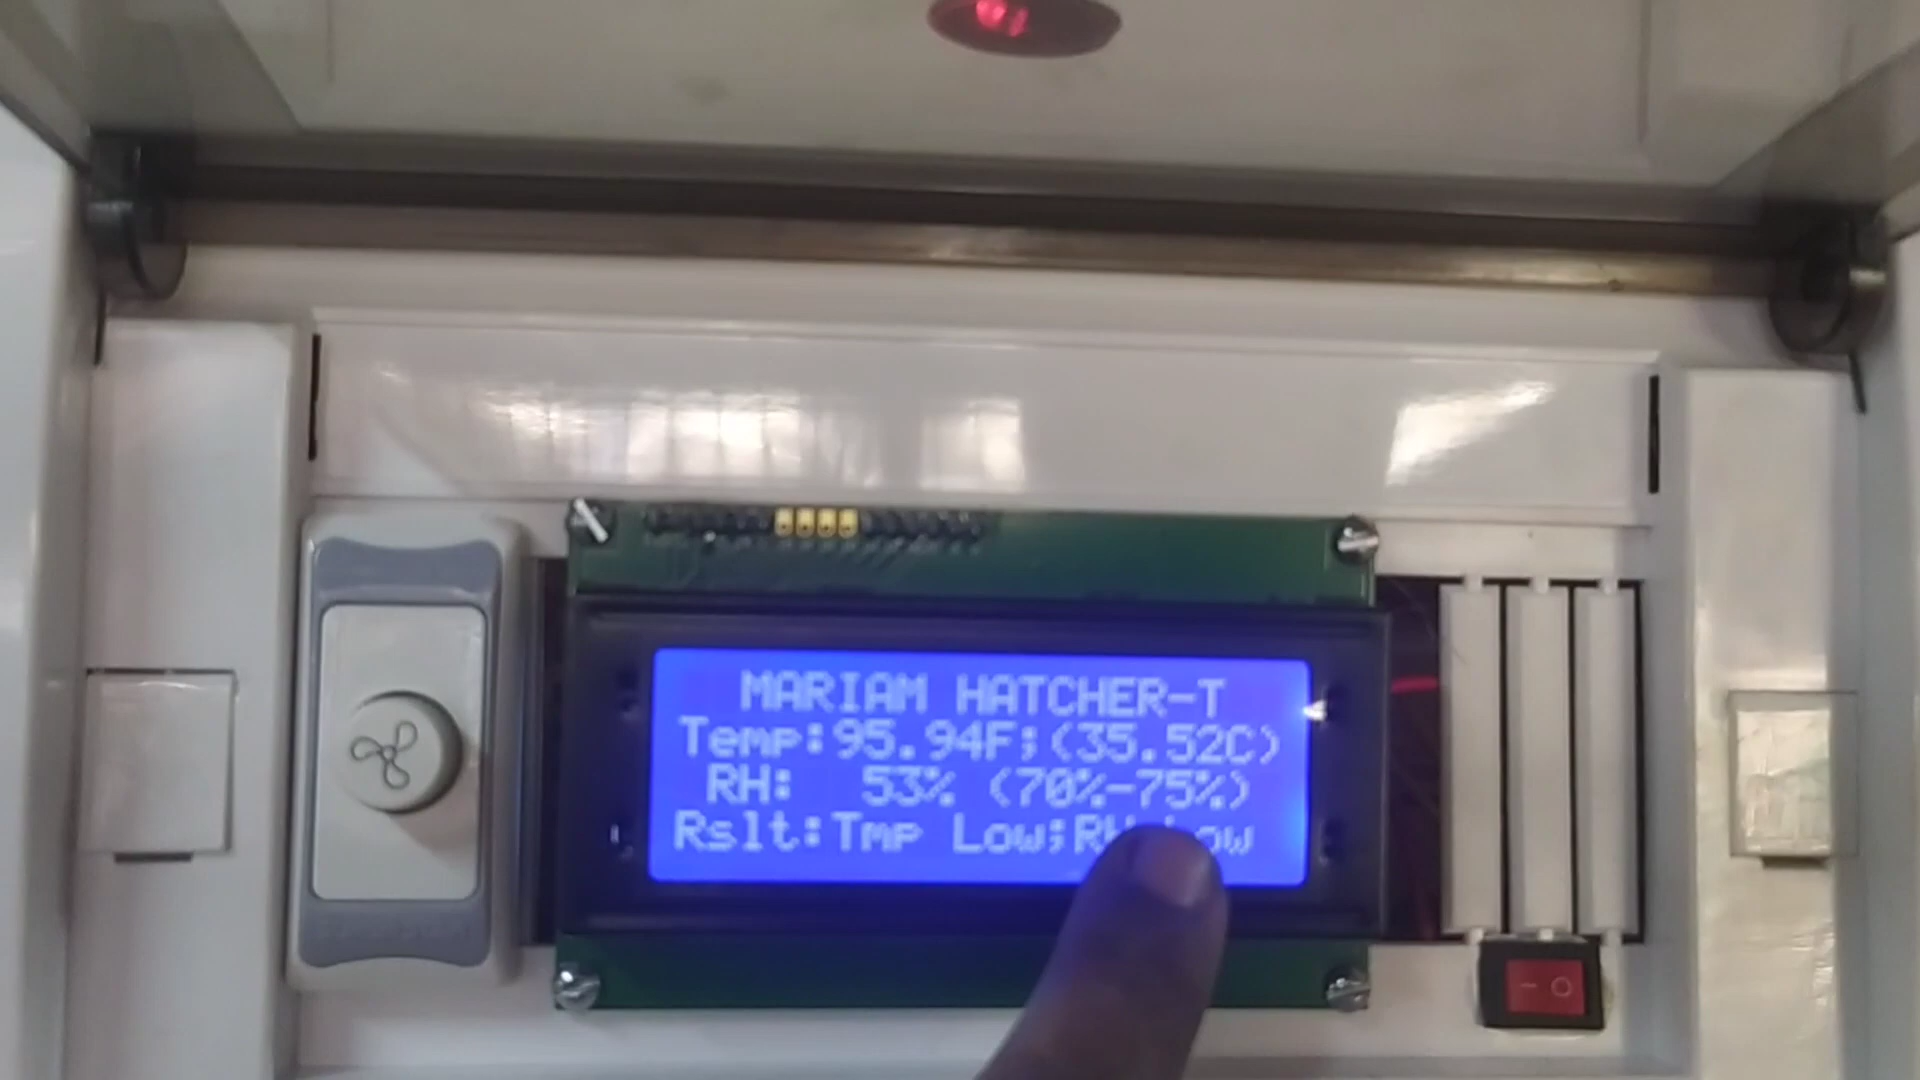 MARIAM HATCHER-T
Temp:95.94F;(35.52C)
RH: 53% (70%-75%)
Rslt:Tmp Low;RH Low